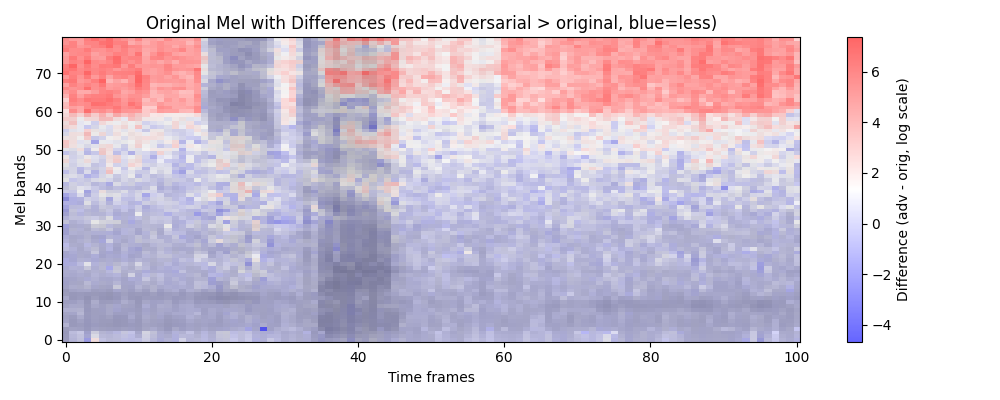 Original Mel with Differences (red=adversarial > original, blue=less)
Mel bands
70
60
50
40
30
20
10
0
0 20 40 60 80 100
Time frames
6
4
2
0
−2
−4
Difference (adv - orig, log scale)